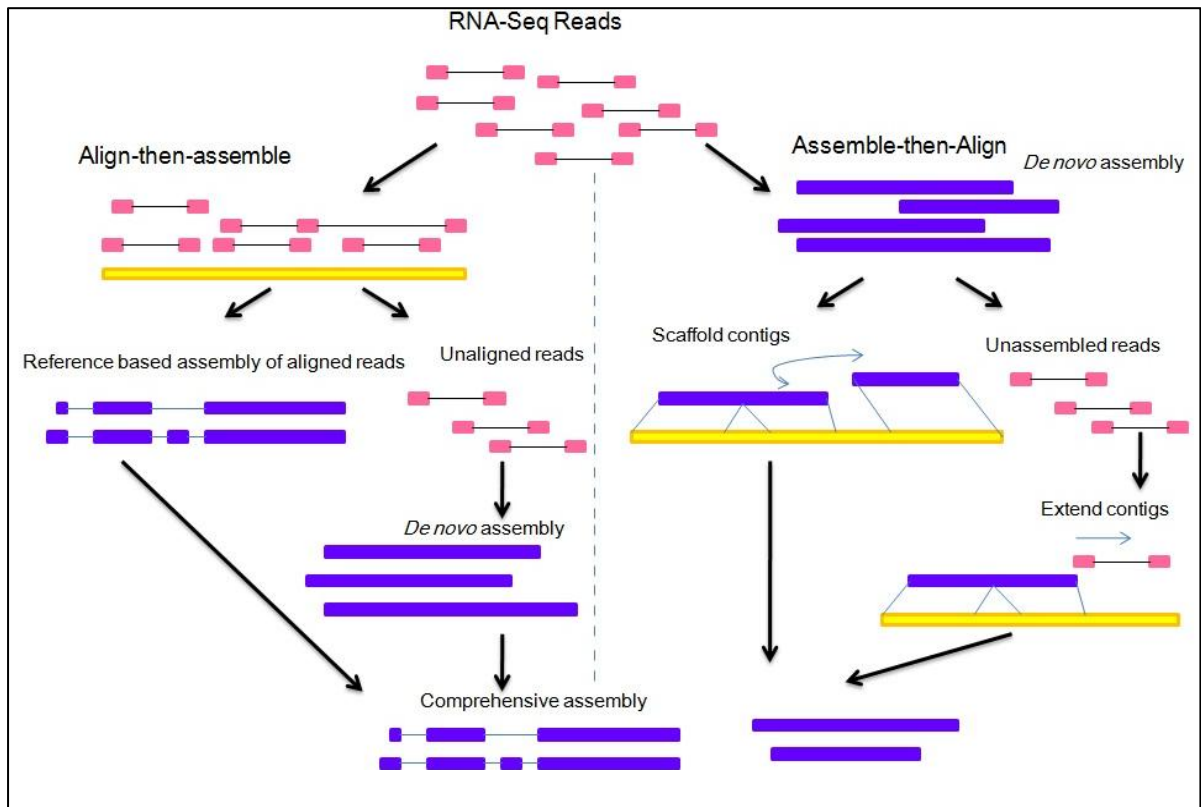 RNA-Seq Reads
Align-then-assemble
Assemble-then-Align
De novo assembly
Reference based assembly of aligned reads
Unaligned reads
Scaffold contigs
Unassembled reads
De novo assembly
Extend contigs
Comprehensive assembly